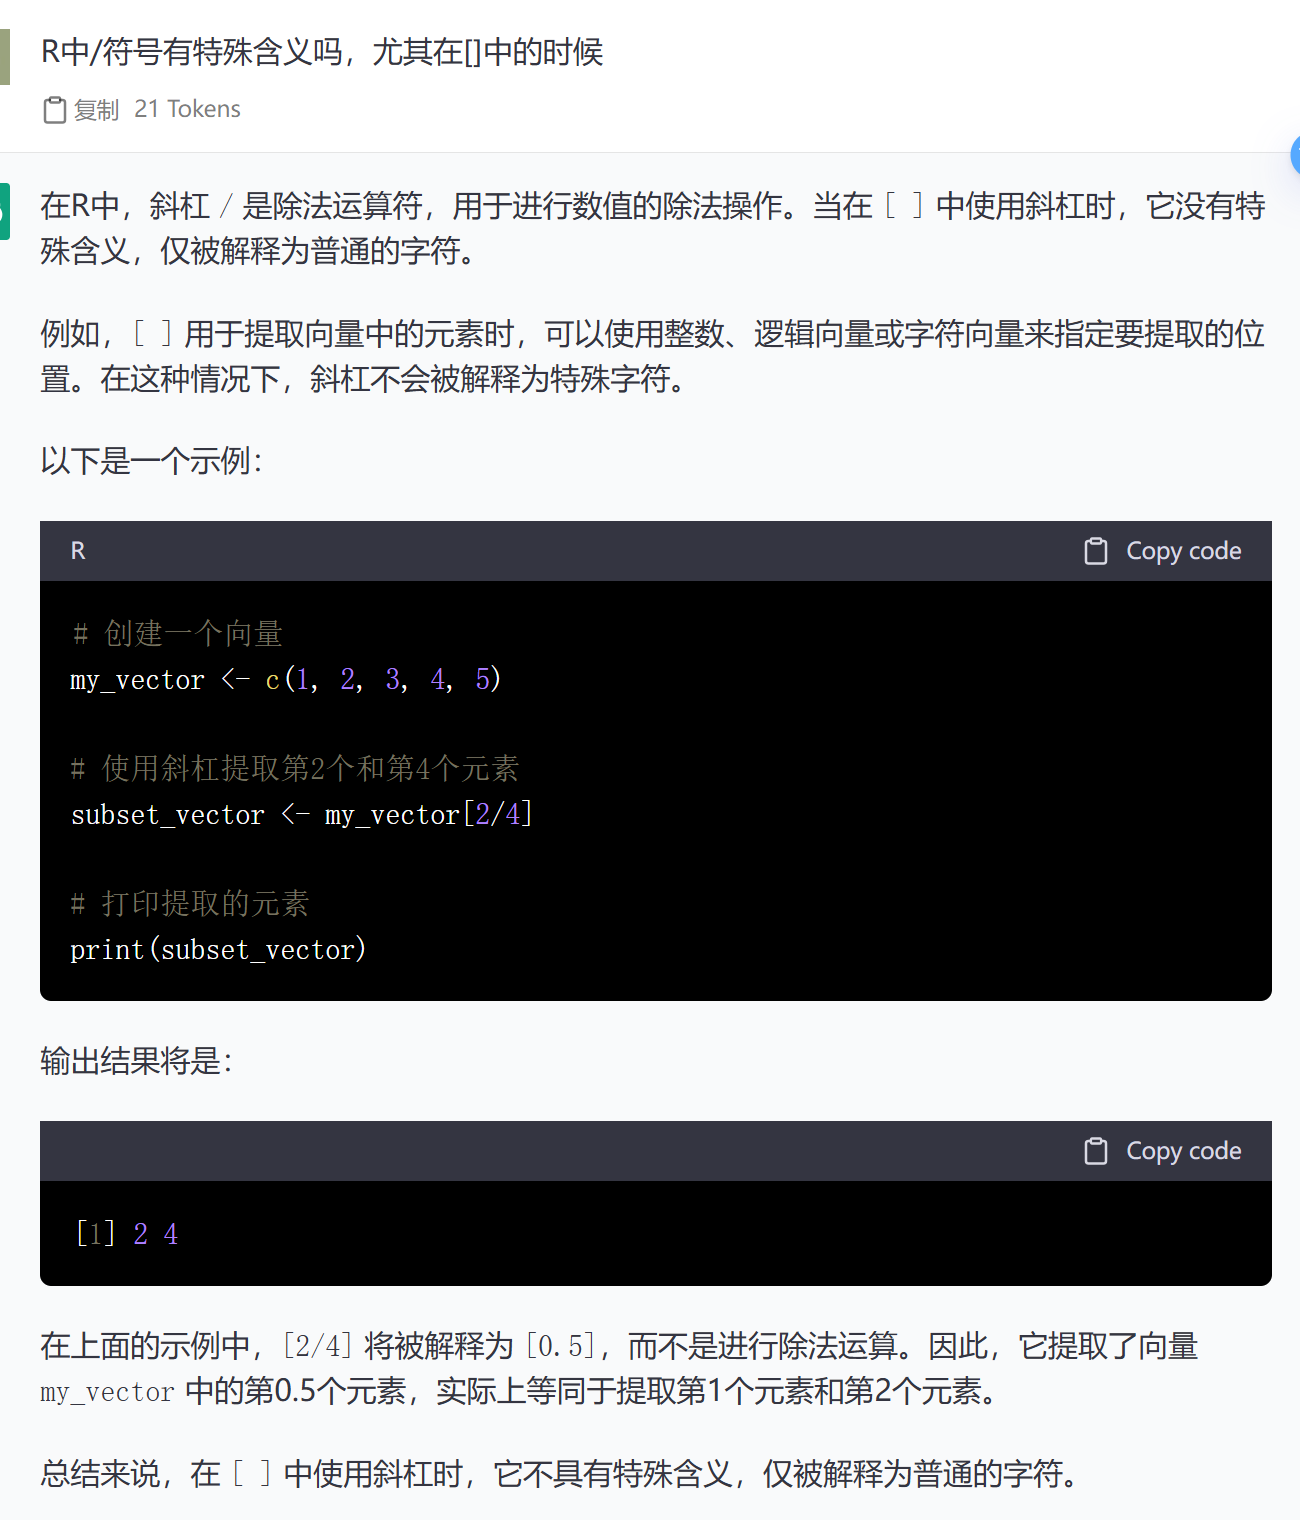 R中/符号有特殊含义吗，尤其在[]中的时候
复制 21 Tokens
在R中，斜杠 / 是除法运算符，用于进行数值的除法操作。当在 [ ] 中使用斜杠时，它没有特
殊含义，仅被解释为普通的字符。
例如，[ ] 用于提取向量中的元素时，可以使用整数、逻辑向量或字符向量来指定要提取的位
置。在这种情况下，斜杠不会被解释为特殊字符。
以下是一个示例：
R Copy code
# 创建一个向量
my_vector <- c(1, 2, 3, 4, 5)
# 使用斜杠提取第2个和第4个元素
subset_vector <- my_vector[2/4]
# 打印提取的元素
print(subset_vector)
输出结果将是：
Copy code
[1] 2 4
在上面的示例中，[2/4] 将被解释为 [0.5]，而不是进行除法运算。因此，它提取了向量
my_vector 中的第0.5个元素，实际上等同于提取第1个元素和第2个元素。
总结来说，在 [ ] 中使用斜杠时，它不具有特殊含义，仅被解释为普通的字符。